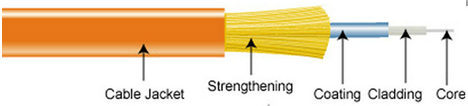 Cable Jacket
Strengthening
Coating
Cladding
Core